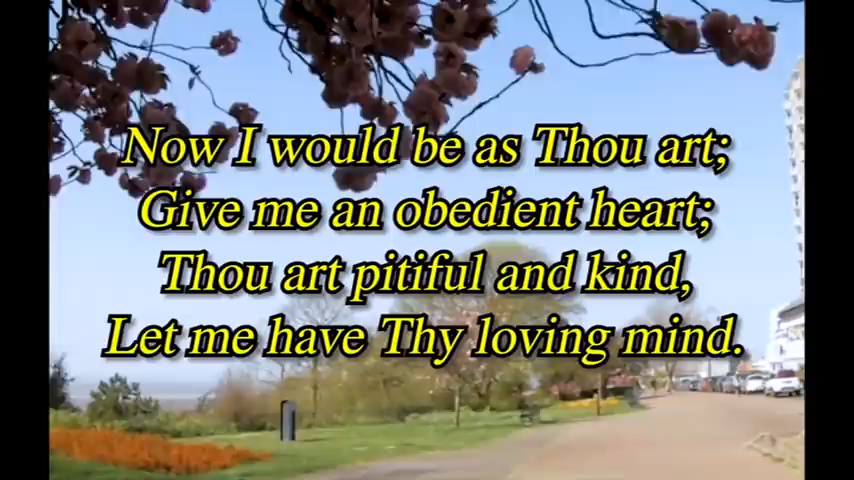 Now I would be as Thou art;
Give me an obedient heart;
Thou art pitiful and kind,
Let me have Thy loving mind.